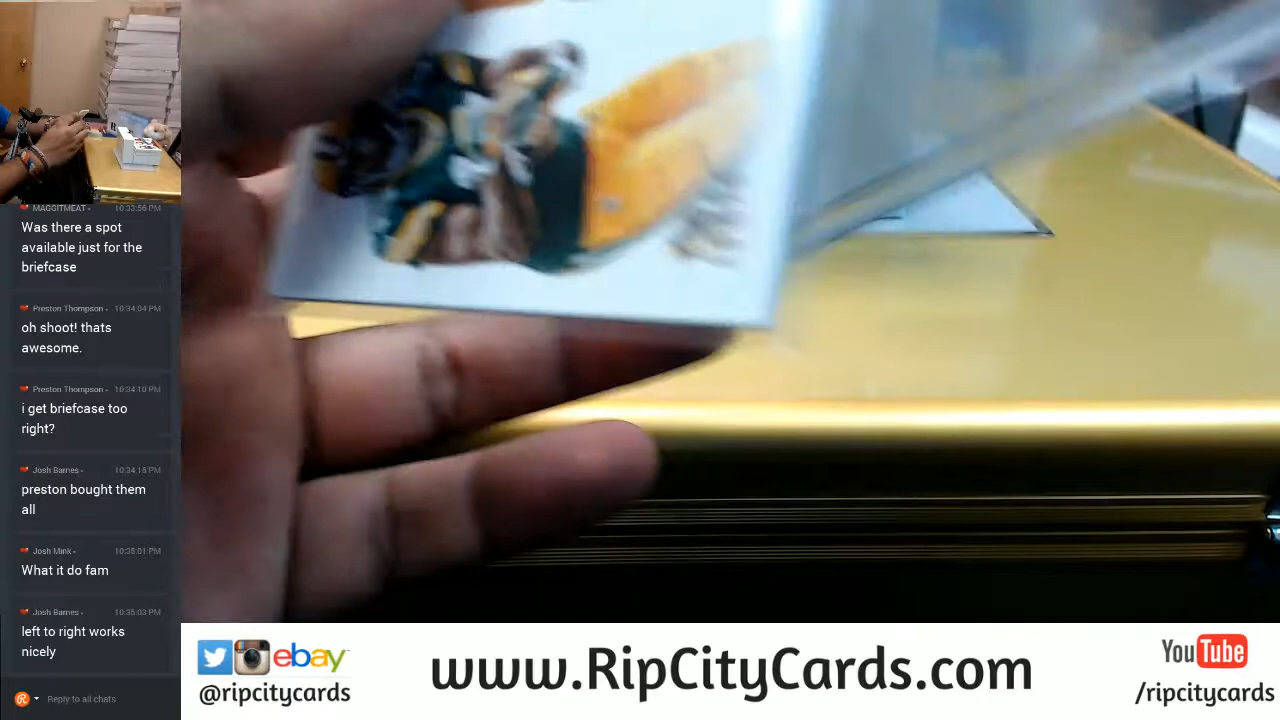 MAGGITMEAT - 10:33:56 PM
Was there a spot
available just for the
briefcase
Preston Thompson - 10:34:04 PM
oh shoot! thats
awesome.
Preston Thompson - 10:34:10 PM
i get briefcase too
right?
Josh Barnes - 10:34:15 PM
preston bought them
all
Josh Mink - 10:35:01 PM
What it do fam
Josh Barnes - 10:35:03 PM
left to right works
nicely
Reply to all chats
ebay
@ripcitycards
www.RipCityCards.com
YouTube
/ripcitycards